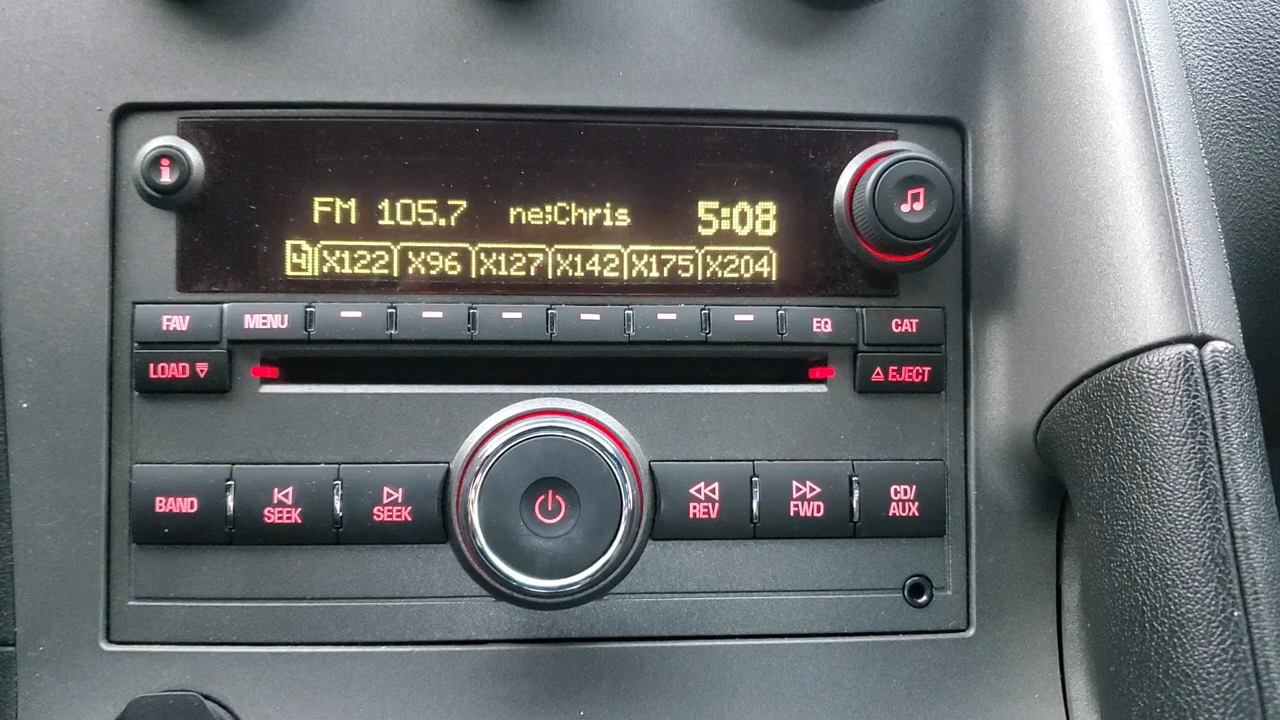 i
FM 105.7 ne;Chris 5:08
4 X122 X96 X127 X142 X175 X204
FAV MENU EQ CAT
LOAD EJECT
BAND SEEK SEEK REV FWD CD/
AUX